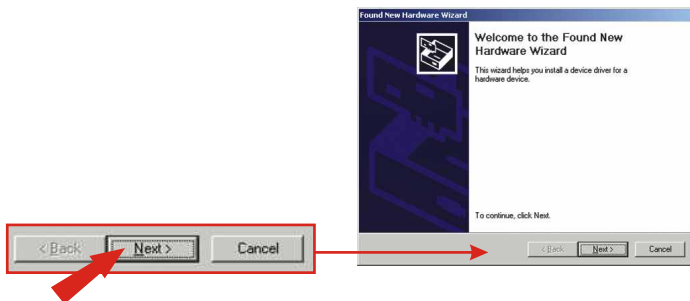 Found New Hardware Wizard
Welcome to the Found New
Hardware Wizard
This wizard helps you install a device driver for a
hardware device.
To continue, click Next.
< Back Next > Cancel
< Back Next > Cancel